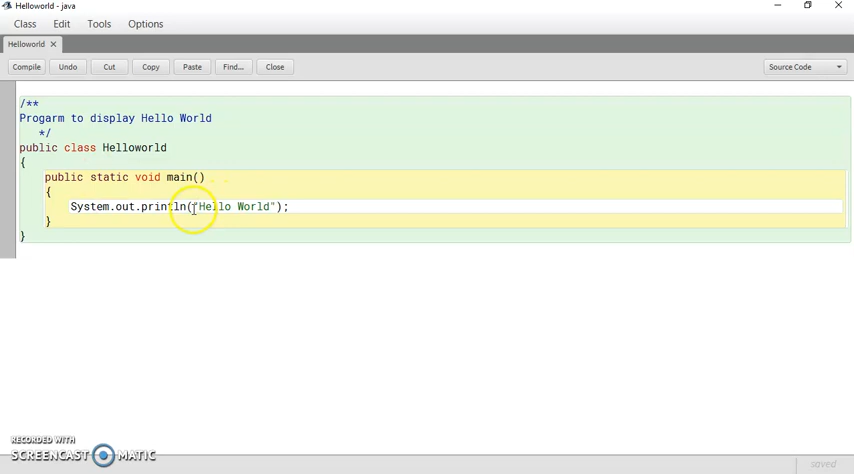 Helloworld - java
Class Edit Tools Options
Helloworld
Compile Undo Cut Copy Paste Find... Close Source Code
/**
Progarm to display Hello World
*/
public class Helloworld
{
public static void main()
{
System.out.println("Hello World");
}
}
RECORDED WITH
SCREENCAST MATIC
saved